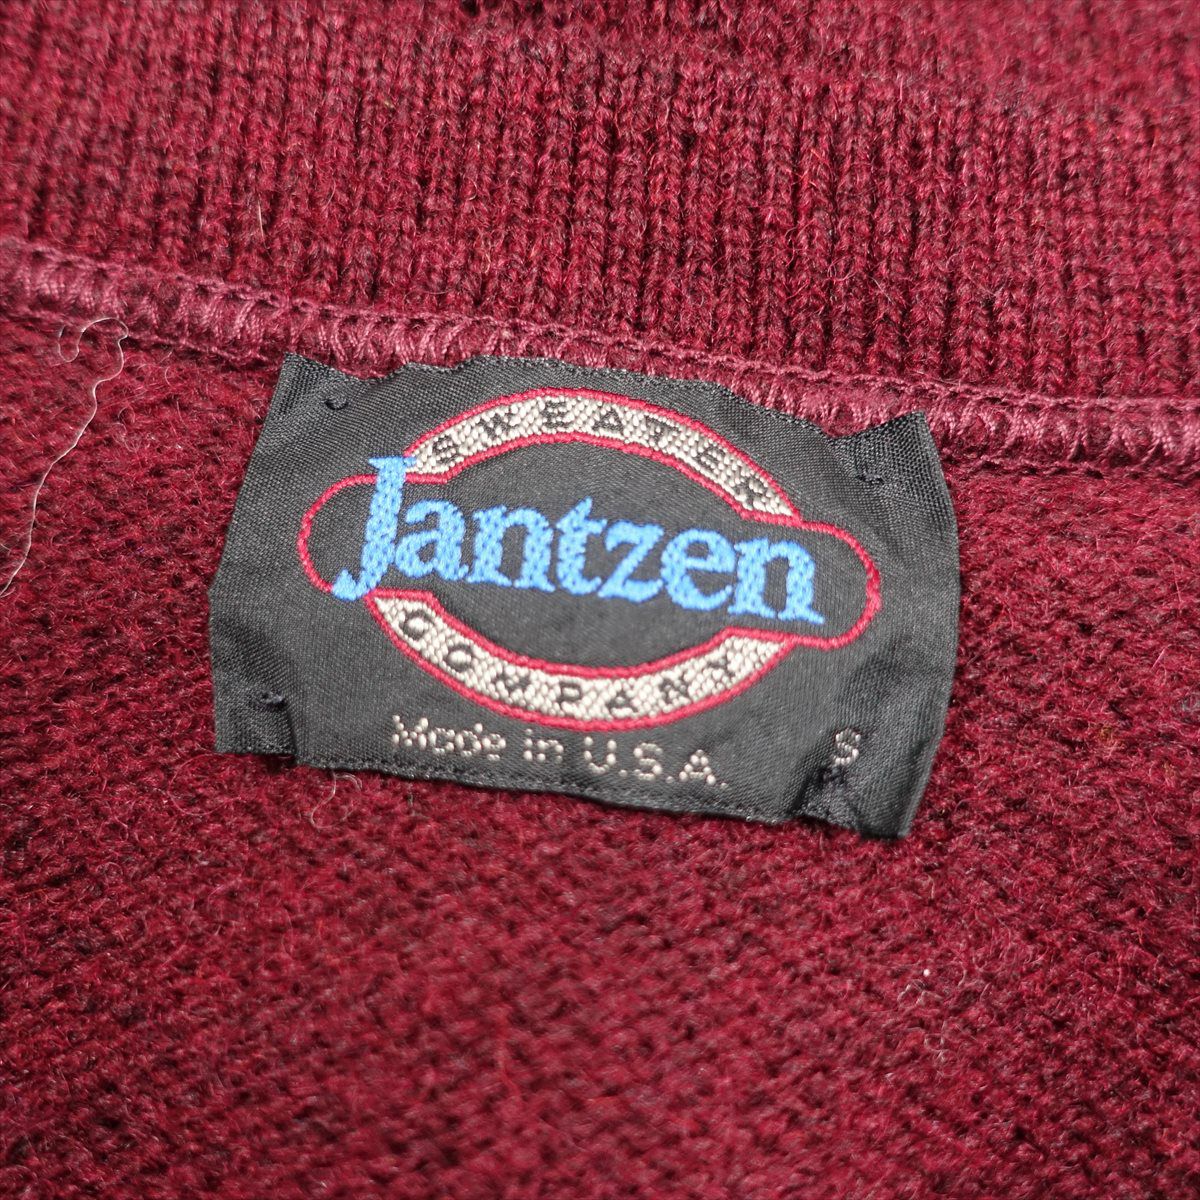 SWEATER
Jantzen
COMPANY
Made in U.S.A.
S